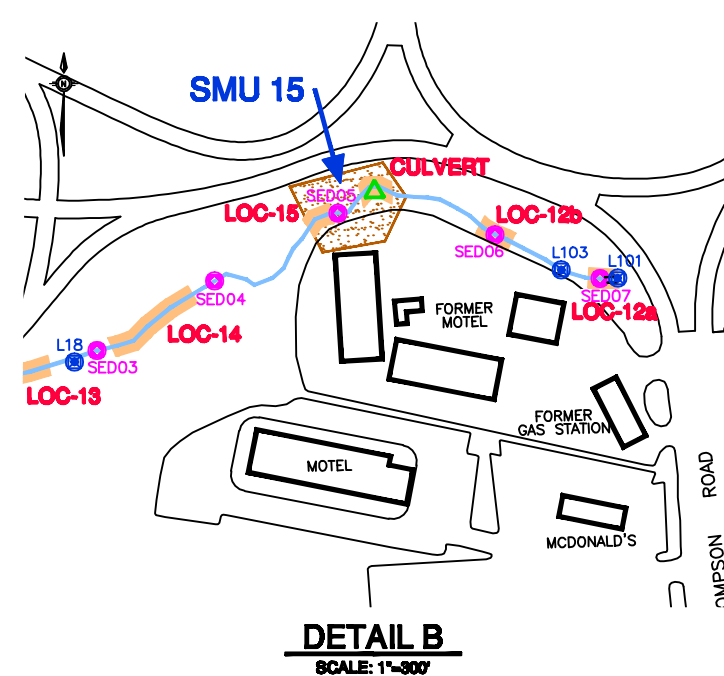 SMU 15
N
CULVERT
SED05
LOC-15
LOC-12b
SED06
L103
L101
SED07
LOC-12a
SED04
LOC-14
L18
SED03
LOC-13
FORMER
MOTEL
FORMER
GAS STATION
MOTEL
MCDONALD'S
OMPSON ROAD
DETAIL B
SCALE: 1"=300'